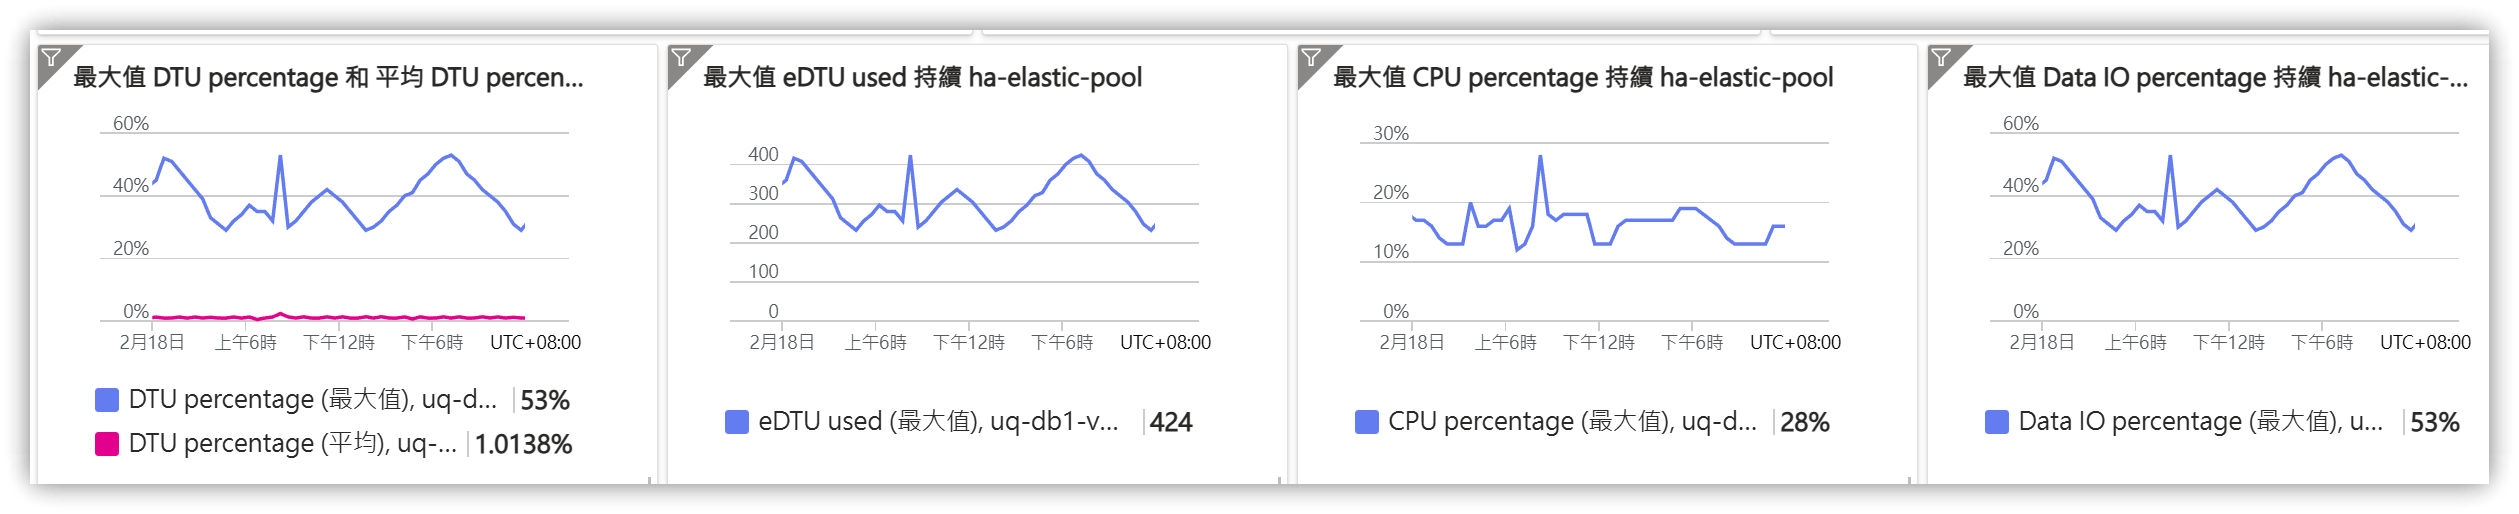 最大值 DTU percentage 和 平均 DTU percen...
60%
40%
20%
0%
2月18日 上午6時 下午12時 下午6時 UTC+08:00
DTU percentage (最大值), uq-d... 53%
DTU percentage (平均), uq-... 1.0138%
最大值 eDTU used 持續 ha-elastic-pool
400
300
200
100
0
2月18日 上午6時 下午12時 下午6時 UTC+08:00
eDTU used (最大值), uq-db1-v... 424
最大值 CPU percentage 持續 ha-elastic-pool
30%
20%
10%
0%
2月18日 上午6時 下午12時 下午6時 UTC+08:00
CPU percentage (最大值), uq-d... 28%
最大值 Data IO percentage 持續 ha-elastic-...
60%
40%
20%
0%
2月18日 上午6時 下午12時 下午6時 UTC+08:00
Data IO percentage (最大值), u... 53%